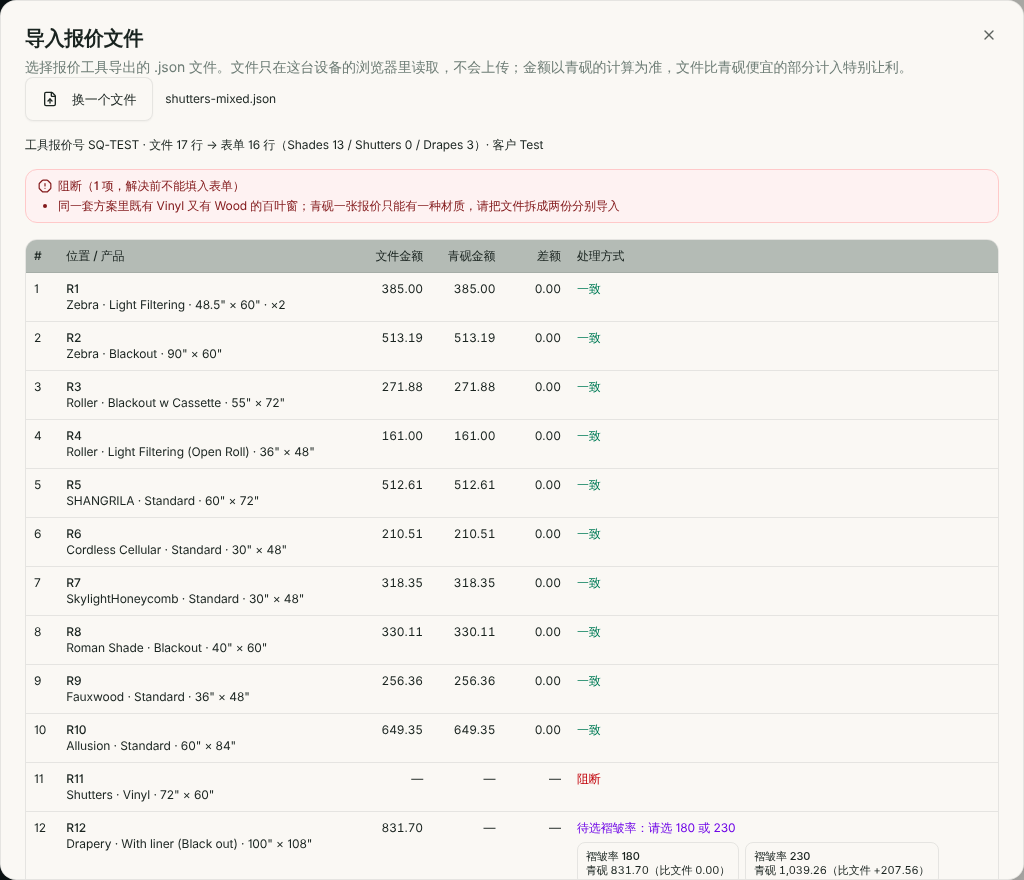 导入报价文件
选择报价工具导出的 .json 文件。文件只在这台设备的浏览器里读取，不会上传；金额以青砚的计算为准，文件比青砚便宜的部分计入特别让利。
换一个文件 shutters-mixed.json
工具报价号 SQ-TEST · 文件 17 行 → 表单 16 行（Shades 13 / Shutters 0 / Drapes 3）· 客户 Test
阻断（1 项，解决前不能填入表单）
• 同一套方案里既有 Vinyl 又有 Wood 的百叶窗；青砚一张报价只能有一种材质，请把文件拆成两份分别导入
# 位置 / 产品 文件金额 青砚金额 差额 处理方式
1 R1 385.00 385.00 0.00 一致
Zebra · Light Filtering · 48.5" × 60" · ×2
2 R2 513.19 513.19 0.00 一致
Zebra · Blackout · 90" × 60"
3 R3 271.88 271.88 0.00 一致
Roller · Blackout w Cassette · 55" × 72"
4 R4 161.00 161.00 0.00 一致
Roller · Light Filtering (Open Roll) · 36" × 48"
5 R5 512.61 512.61 0.00 一致
SHANGRILA · Standard · 60" × 72"
6 R6 210.51 210.51 0.00 一致
Cordless Cellular · Standard · 30" × 48"
7 R7 318.35 318.35 0.00 一致
SkylightHoneycomb · Standard · 30" × 48"
8 R8 330.11 330.11 0.00 一致
Roman Shade · Blackout · 40" × 60"
9 R9 256.36 256.36 0.00 一致
Fauxwood · Standard · 36" × 48"
10 R10 649.35 649.35 0.00 一致
Allusion · Standard · 60" × 84"
11 R11 — — — 阻断
Shutters · Vinyl · 72" × 60"
12 R12 831.70 — — 待选褶皱率：请选 180 或 230
Drapery · With liner (Black out) · 100" × 108"
褶皱率 180 褶皱率 230
青砚 831.70（比文件 0.00） 青砚 1,039.26（比文件 +207.56）